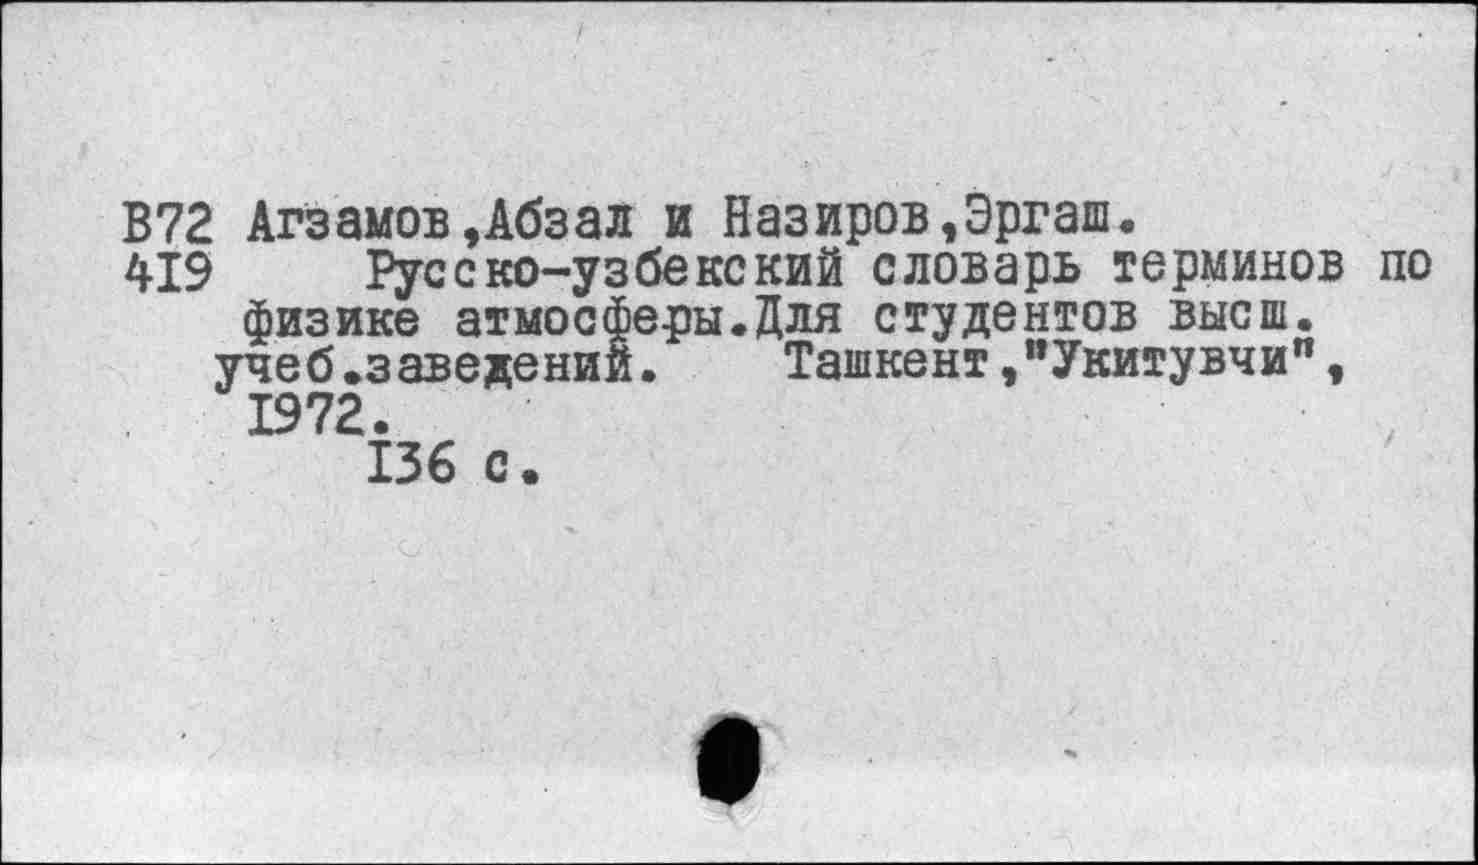 В72 Агзамов,Абзал и Назиров,Эргаш.
419 Русско-узбекский словарь терминов по
физике атмосферы.Для студентов высш.
учеб.заведений. Ташкент,"Укитувчи",
1972.
136 с.